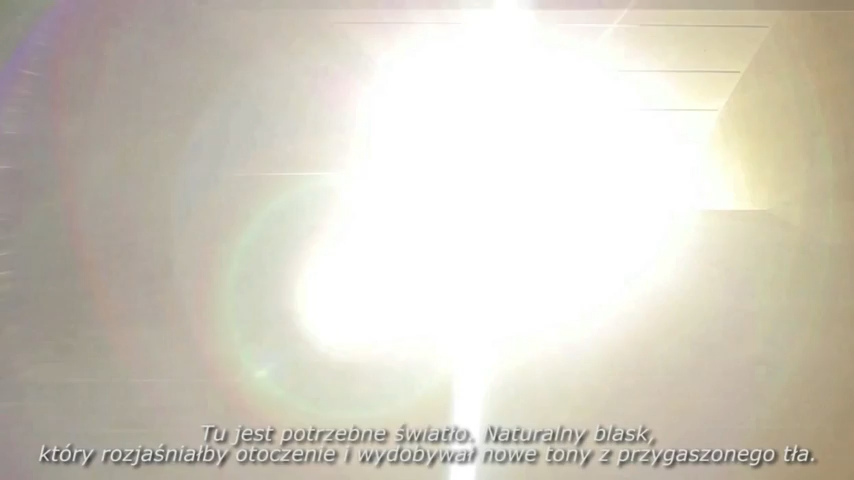 Tu jest potrzebne światło. Naturalny blask,
który rozjaśniałby otoczenie i wydobywał nowe tony z przygaszonego tła.